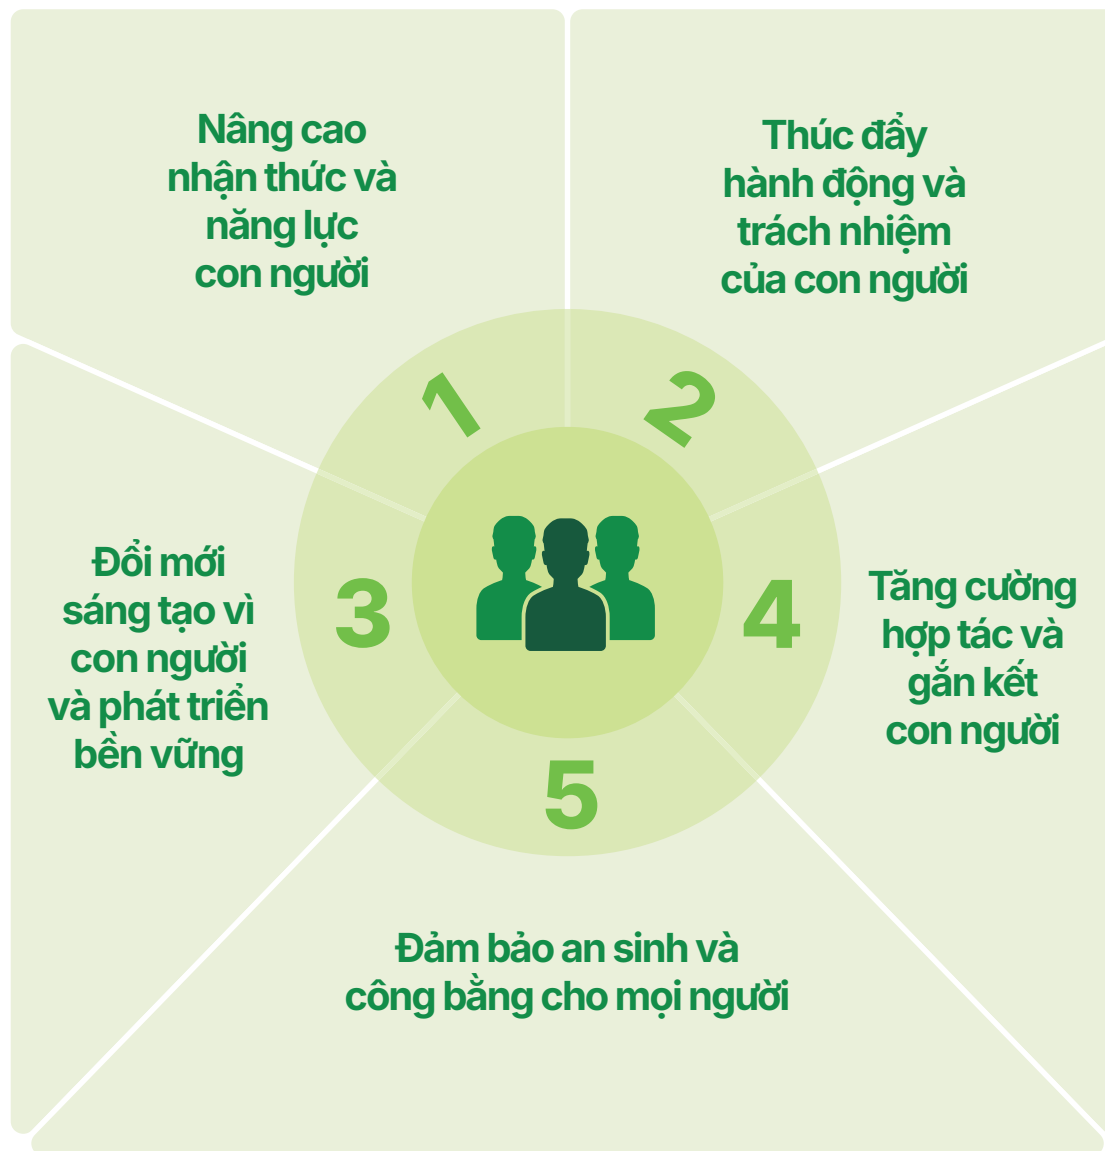 Nâng cao
nhận thức và
năng lực
con người
1
Thúc đẩy
hành động và
trách nhiệm
của con người
2
Đổi mới
sáng tạo vì
con người
và phát triển
bền vững
3
Tăng cường
hợp tác và
gắn kết
con người
4
5
Đảm bảo an sinh và
công bằng cho mọi người